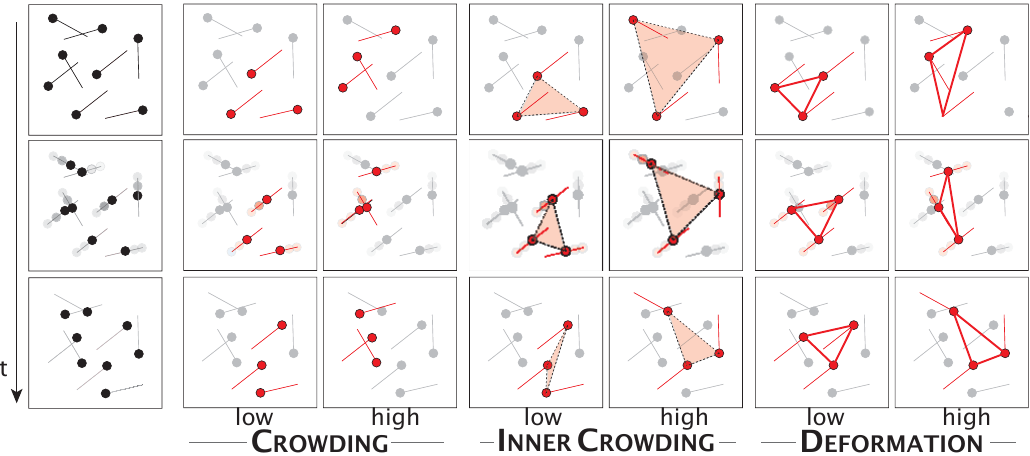 t
low high low high low high
CROWDING INNER CROWDING DEFORMATION